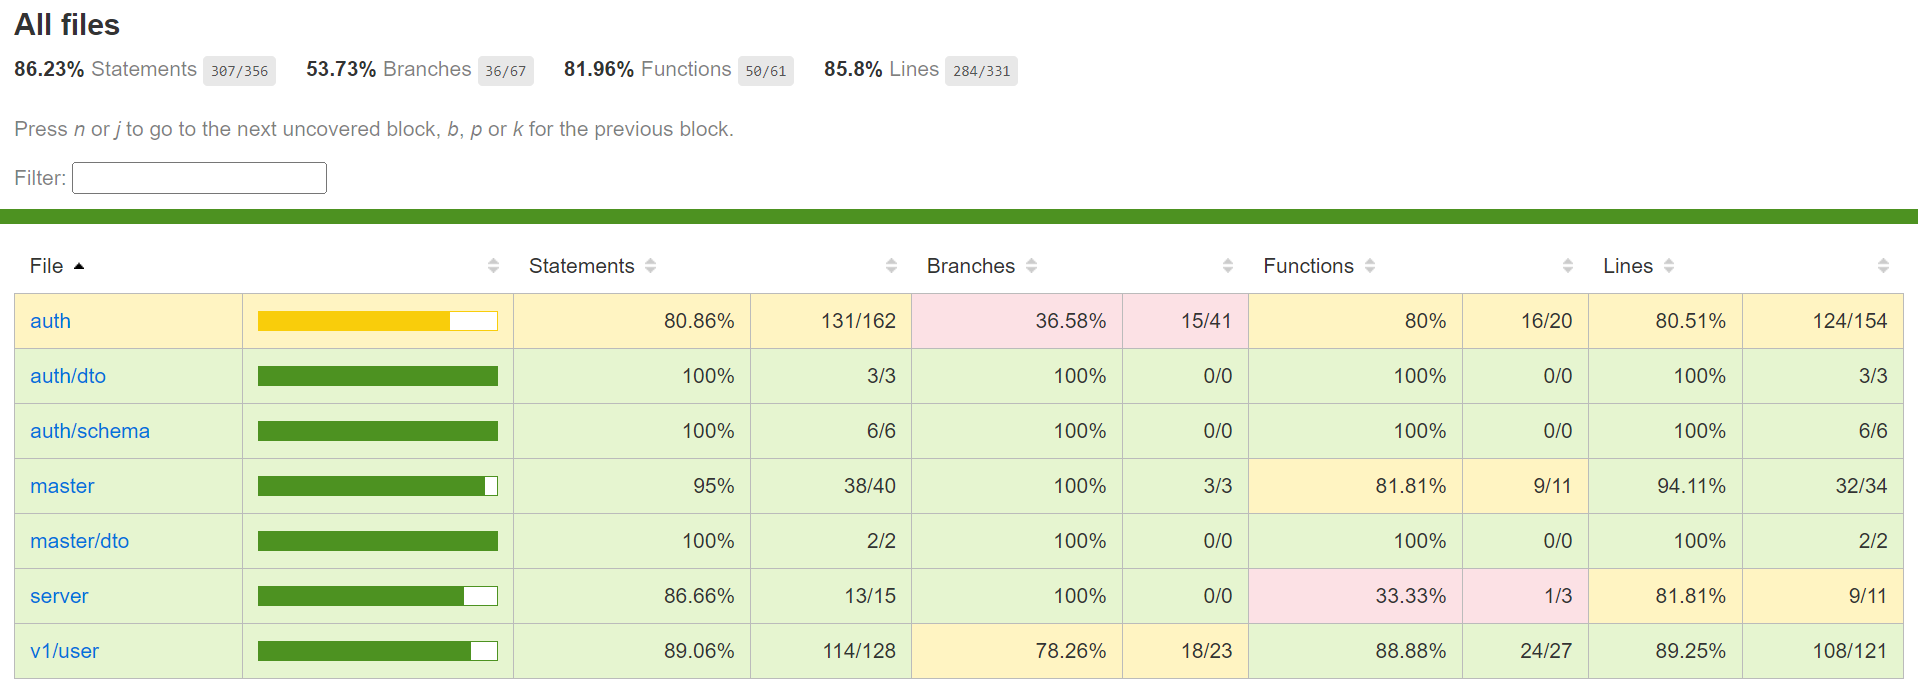 All files
86.23% Statements 307/356 53.73% Branches 36/67 81.96% Functions 50/61 85.8% Lines 284/331
Press n or j to go to the next uncovered block, b, p or k for the previous block.
Filter:
File Statements Branches Functions Lines
auth 80.86% 131/162 36.58% 15/41 80% 16/20 80.51% 124/154
auth/dto 100% 3/3 100% 0/0 100% 0/0 100% 3/3
auth/schema 100% 6/6 100% 0/0 100% 0/0 100% 6/6
master 95% 38/40 100% 3/3 81.81% 9/11 94.11% 32/34
master/dto 100% 2/2 100% 0/0 100% 0/0 100% 2/2
server 86.66% 13/15 100% 0/0 33.33% 1/3 81.81% 9/11
v1/user 89.06% 114/128 78.26% 18/23 88.88% 24/27 89.25% 108/121